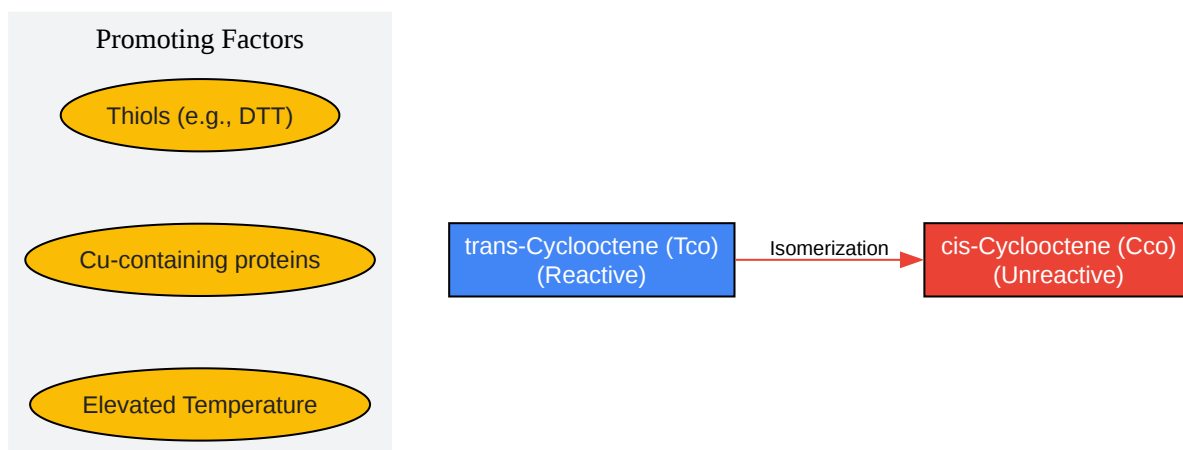 Promoting Factors
Thiols (e.g., DTT)
Cu-containing proteins
Elevated Temperature
trans-Cyclooctene (Tco)
(Reactive)
Isomerization
cis-Cyclooctene (Cco)
(Unreactive)